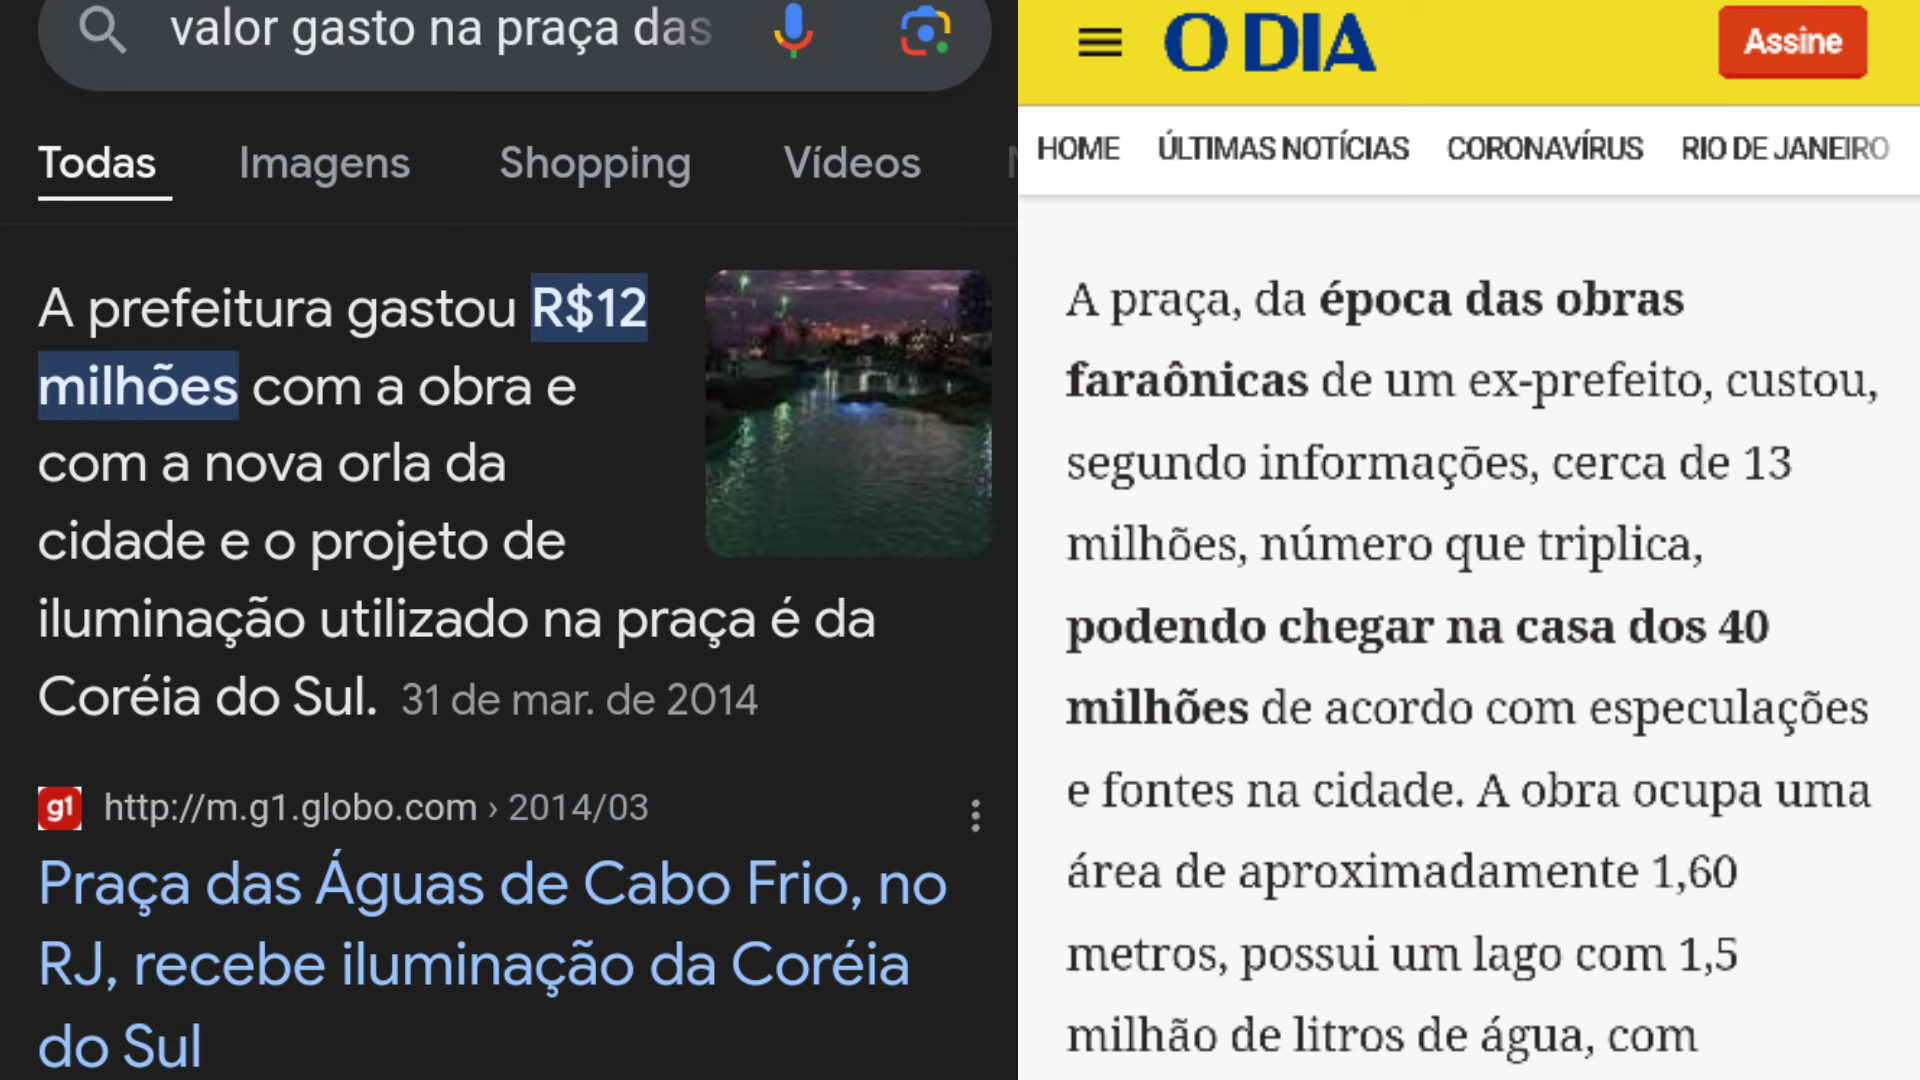 valor gasto na praça das
Todas Imagens Shopping Vídeos
A prefeitura gastou R$12
milhões com a obra e
com a nova orla da
cidade e o projeto de
iluminação utilizado na praça é da
Coréia do Sul. 31 de mar. de 2014
g1 http://m.g1.globo.com › 2014/03
Praça das Águas de Cabo Frio, no
RJ, recebe iluminação da Coréia
do Sul
O DIA
Assine
HOME ÚLTIMAS NOTÍCIAS CORONAVÍRUS RIO DE JANEIRO
A praça, da época das obras
faraônicas de um ex-prefeito, custou,
segundo informações, cerca de 13
milhões, número que triplica,
podendo chegar na casa dos 40
milhões de acordo com especulações
e fontes na cidade. A obra ocupa uma
área de aproximadamente 1,60
metros, possui um lago com 1,5
milhão de litros de água, com